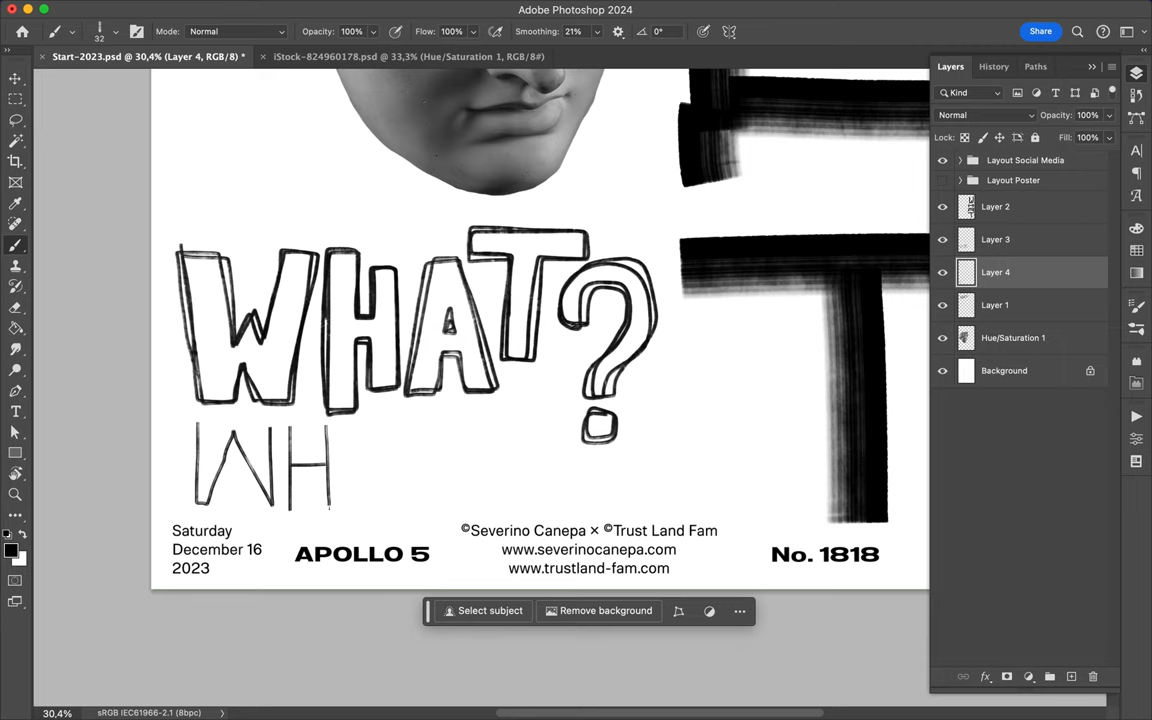 Adobe Photoshop 2024
32
Mode: Normal
Opacity: 100%
Flow: 100%
Smoothing: 21%
0°
Share
Start-2023.psd @ 30,4% (Layer 4, RGB/8) *
iStock-824960178.psd @ 33,3% (Hue/Saturation 1, RGB/8#)
Layers
History
Paths
Kind
Normal
Opacity: 100%
Lock:
Fill: 100%
Layout Social Media
Layout Poster
Layer 2
Layer 3
Layer 4
Layer 1
Hue/Saturation 1
Background
WHAT?
WH
Saturday
December 16
2023
APOLLO 5
©Severino Canepa × ©Trust Land Fam
www.severinocanepa.com
www.trustland-fam.com
No. 1818
Select subject
Remove background
30,4%
sRGB IEC61966-2.1 (8bpc)